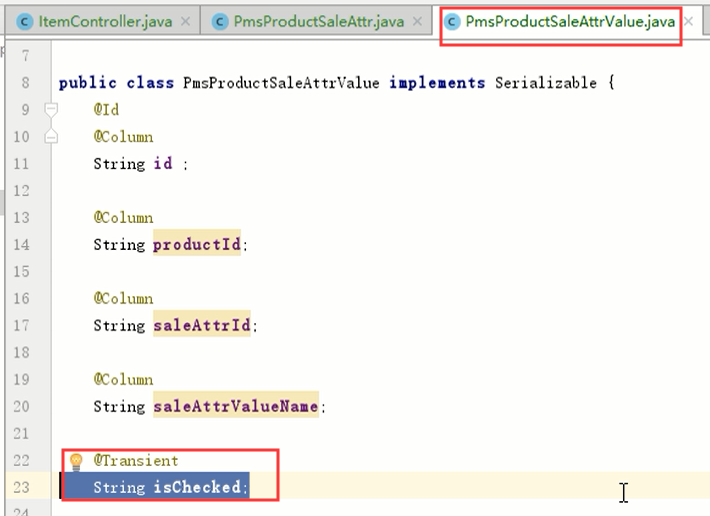 ItemController.java × PmsProductSaleAttr.java × PmsProductSaleAttrValue.java ×
7
8 public class PmsProductSaleAttrValue implements Serializable {
9 @Id
10 @Column
11 String id ;
12
13 @Column
14 String productId;
15
16 @Column
17 String saleAttrId;
18
19 @Column
20 String saleAttrValueName;
21
22 @Transient
23 String isChecked;
24